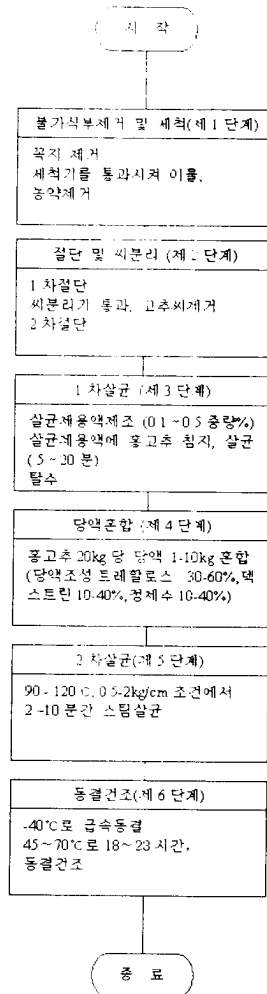 시 작
불가식부제거 및 세척(제 1 단계)
꼭지 제거
세척기를 통과시켜 이물,
농약제거
절단 및 씨분리 (제 2 단계)
1 차절단
씨분리기 통과, 고추씨제거
2 차절단
1 차살균 (제 3 단계)
살균제용액제조 (0.1~0.5 중량%)
살균제용액에 홍고추 침지, 살균
( 5 ~ 20 분)
탈수
당액혼합 (제 4 단계)
홍고추 20kg 당 당액 1-10kg 혼합
(당액조성 트레할로스 30-60%, 덱
스트린 10-40%, 정제수 10-40%)
2 차살균(제 5 단계)
90 - 120 ℃, 0.5-2kg/cm 조건에서
2 -10 분간 스팀살균
동결건조(제 6 단계)
-40℃로 급속동결
45~70℃로 18~23 시간,
동결건조
종 료